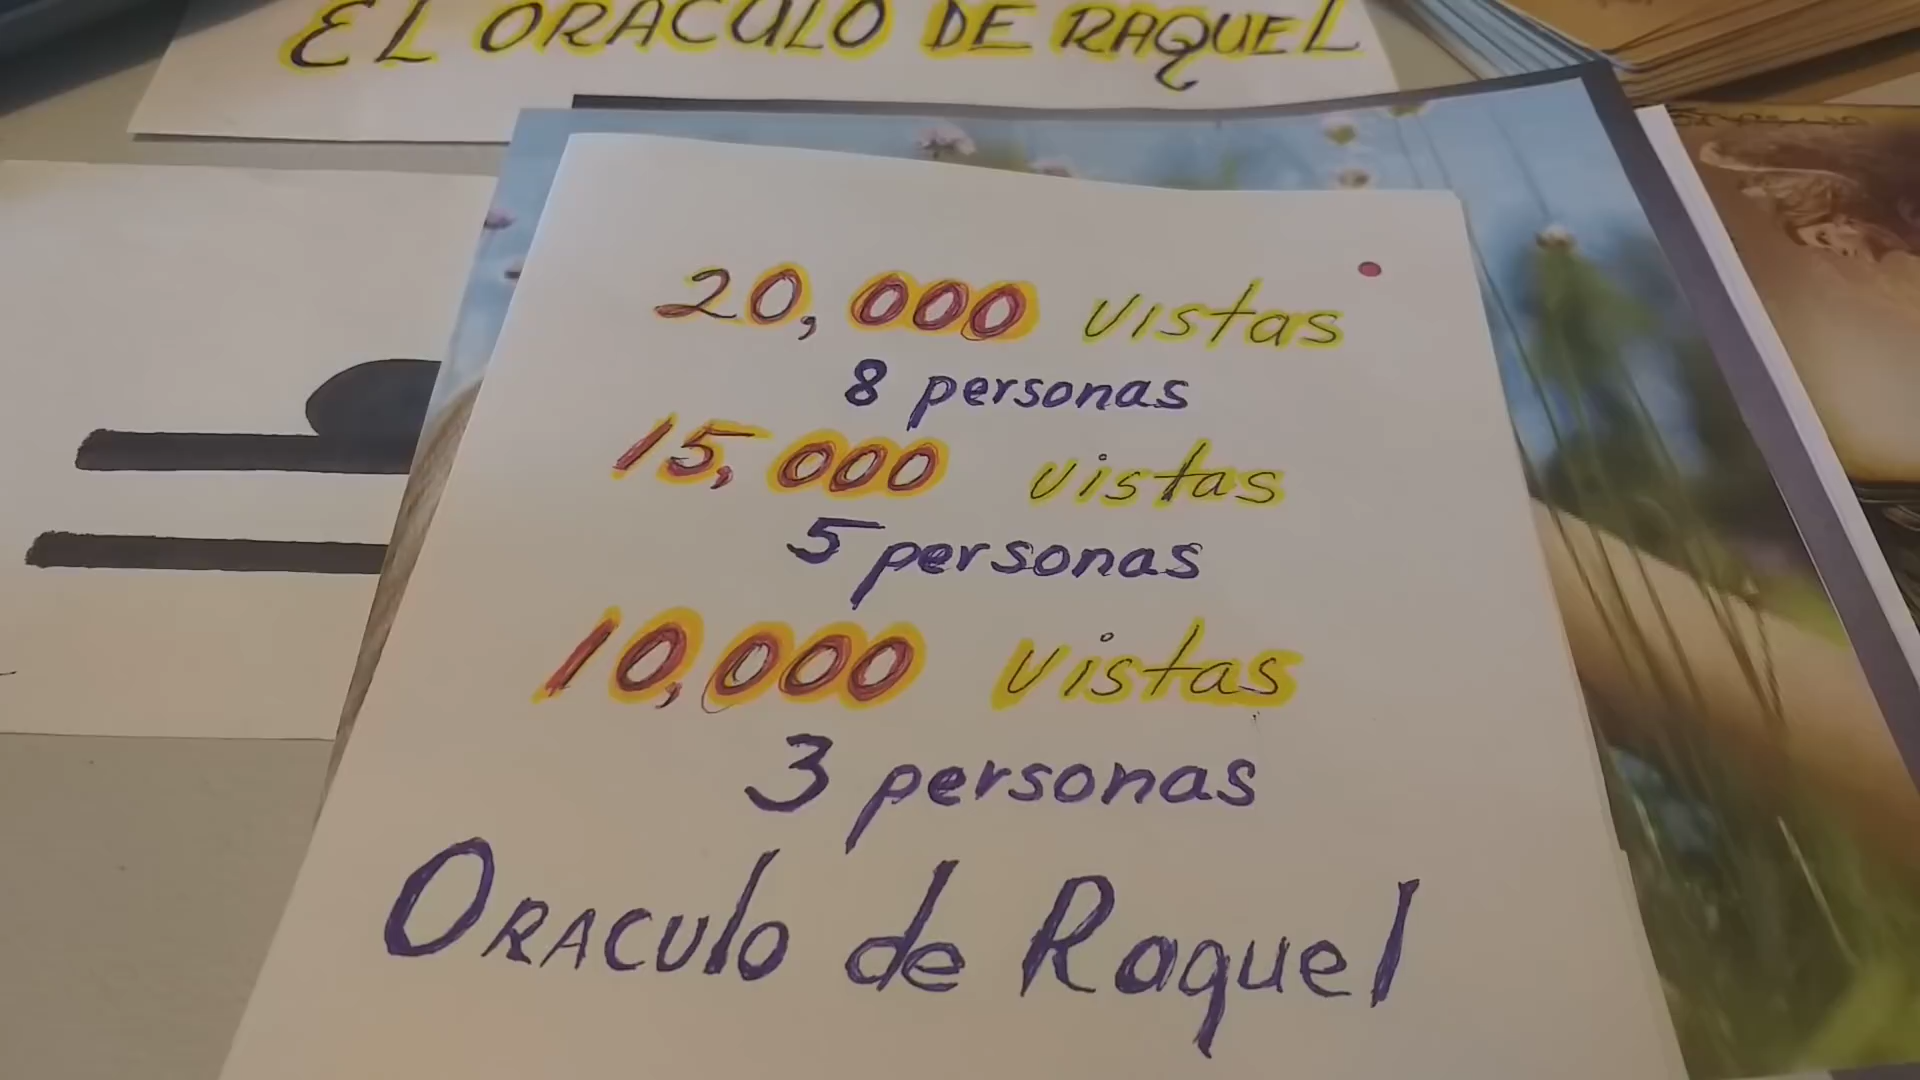 EL ORACULO DE RAQUEL
20,000 vistas
8 personas
15,000 vistas
5 personas
10,000 vistas
3 personas
ORACulo de Raquel